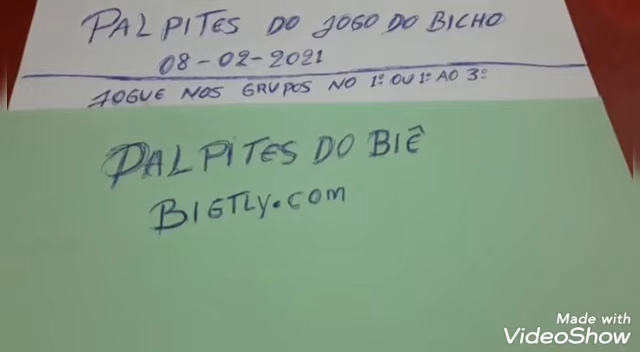 PALPITES DO JOGO DO BICHO
08-02-2021
JOGUE NOS GRUPOS NO 1º OU 1º AO 3º
PALPITES DO BIÊ
BIGTLY.COM
Made with
VideoShow